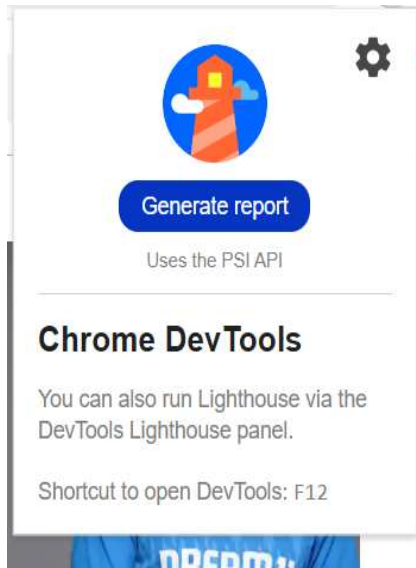 Generate report
Uses the PSI API
Chrome DevTools
You can also run Lighthouse via the
DevTools Lighthouse panel.
Shortcut to open DevTools: F12